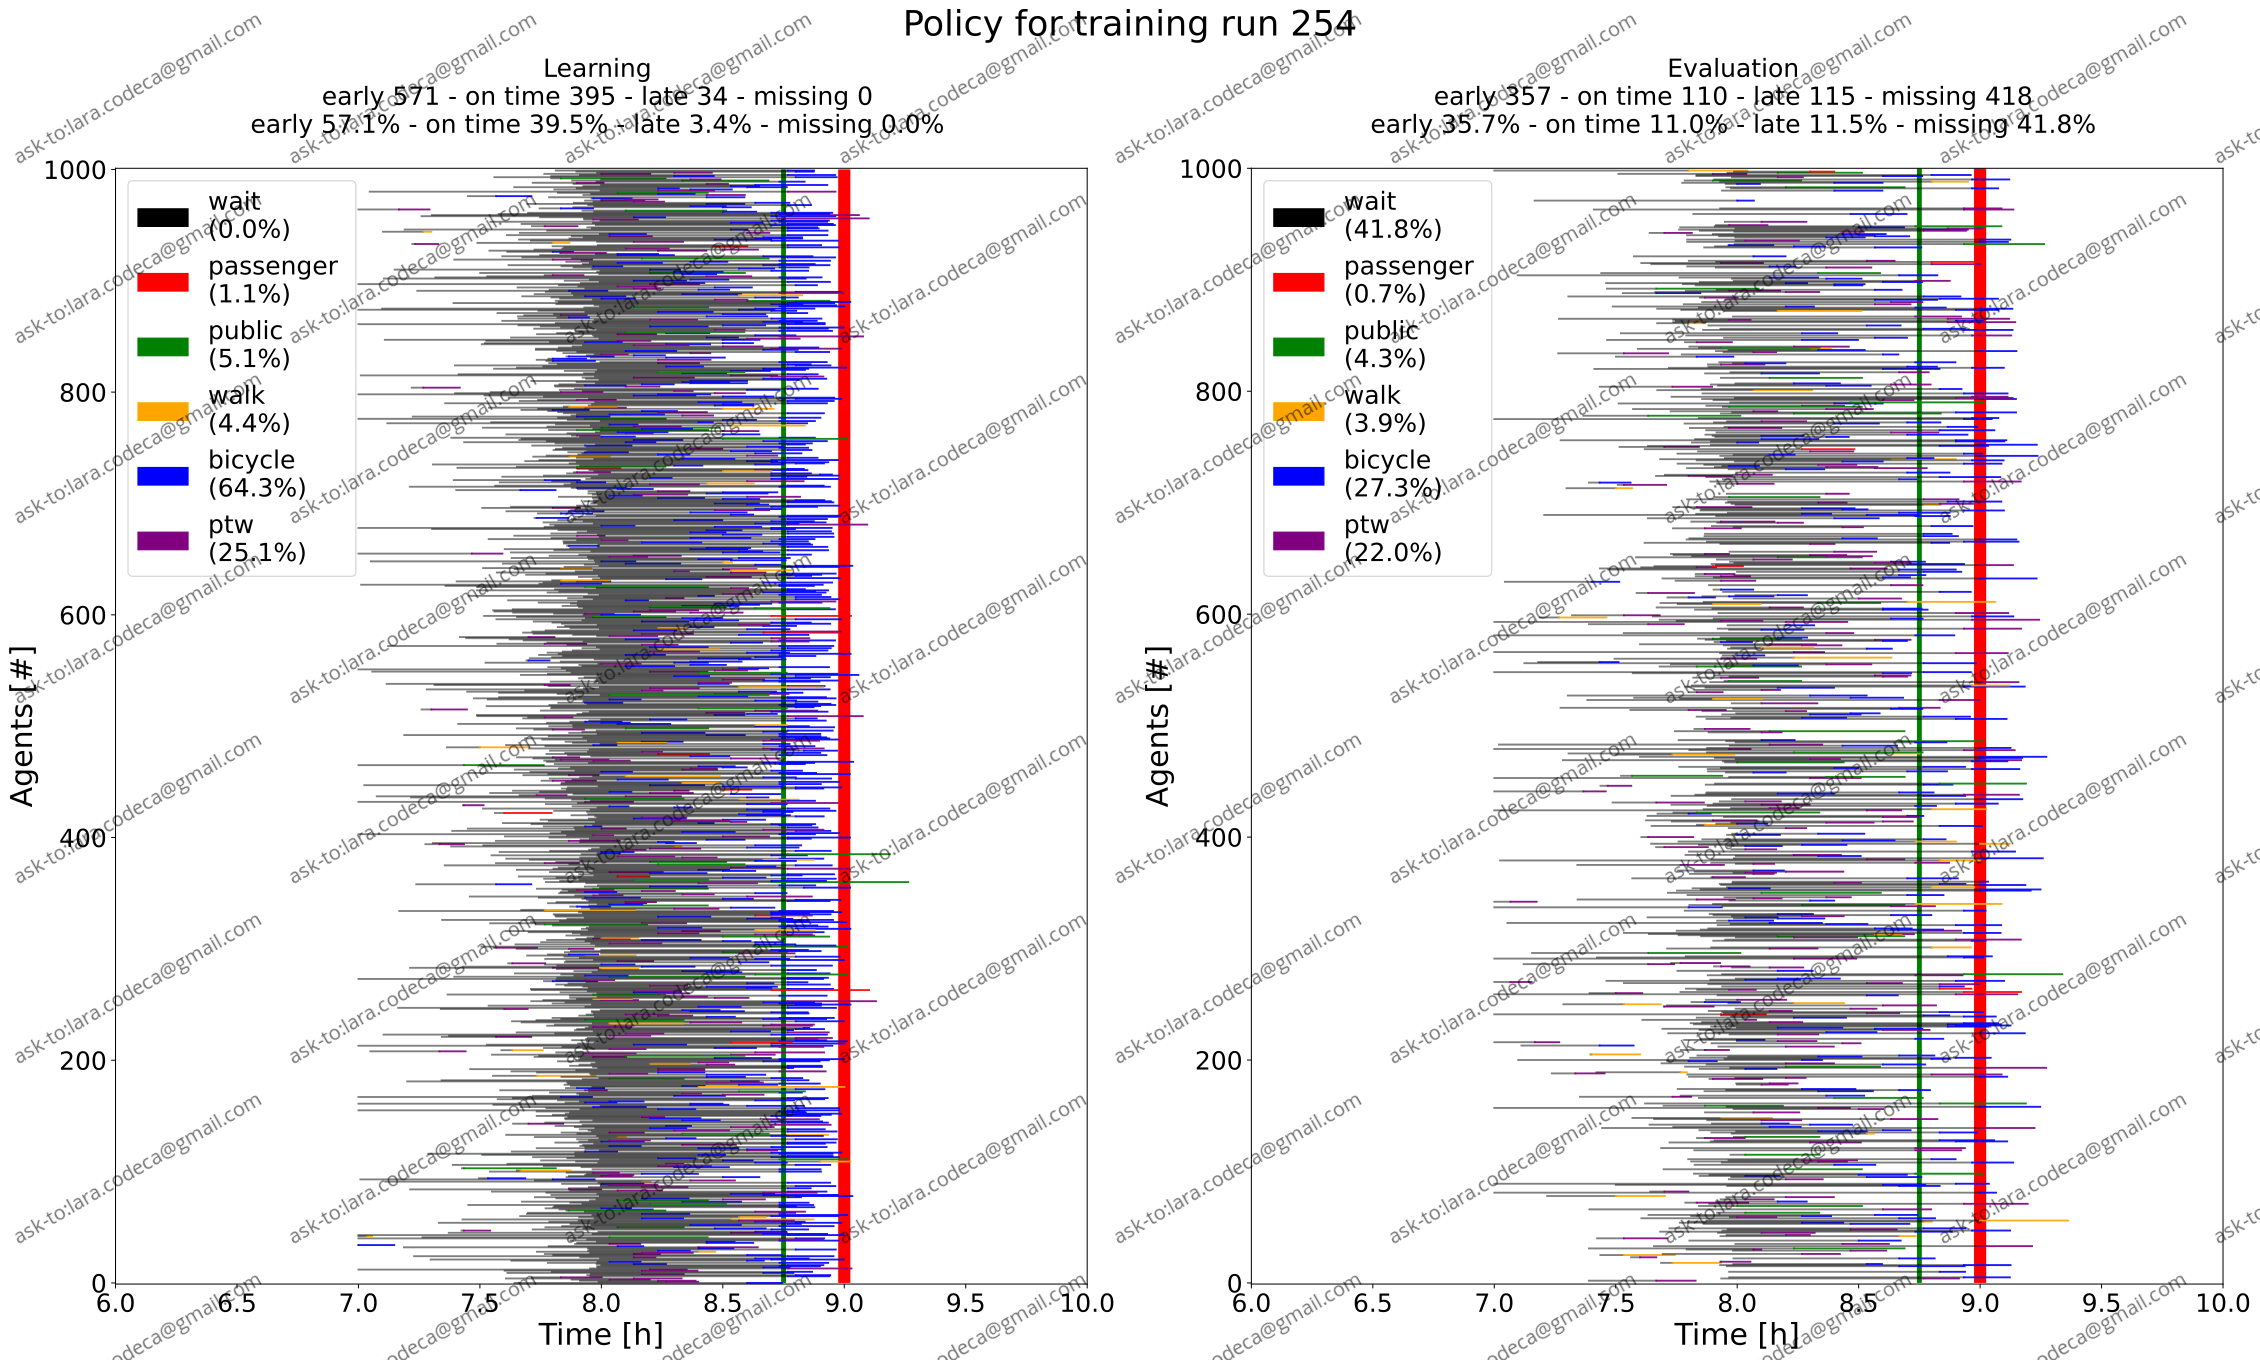 Policy for training run 254
Learning
early 571 - on time 395 - late 34 - missing 0
early 57.1% - on time 39.5% - late 3.4% - missing 0.0%
Agents [#]
1000
800
600
400
200
0
wait
(0.0%)
passenger
(1.1%)
public
(5.1%)
walk
(4.4%)
bicycle
(64.3%)
ptw
(25.1%)
6.0 6.5 7.0 7.5 8.0 8.5 9.0 9.5 10.0
Time [h]
Evaluation
early 357 - on time 110 - late 115 - missing 418
early 35.7% - on time 11.0% - late 11.5% - missing 41.8%
Agents [#]
1000
800
600
400
200
0
wait
(41.8%)
passenger
(0.7%)
public
(4.3%)
walk
(3.9%)
bicycle
(27.3%)
ptw
(22.0%)
6.0 6.5 7.0 7.5 8.0 8.5 9.0 9.5 10.0
Time [h]
ask-to:lara.codeca@gmail.com